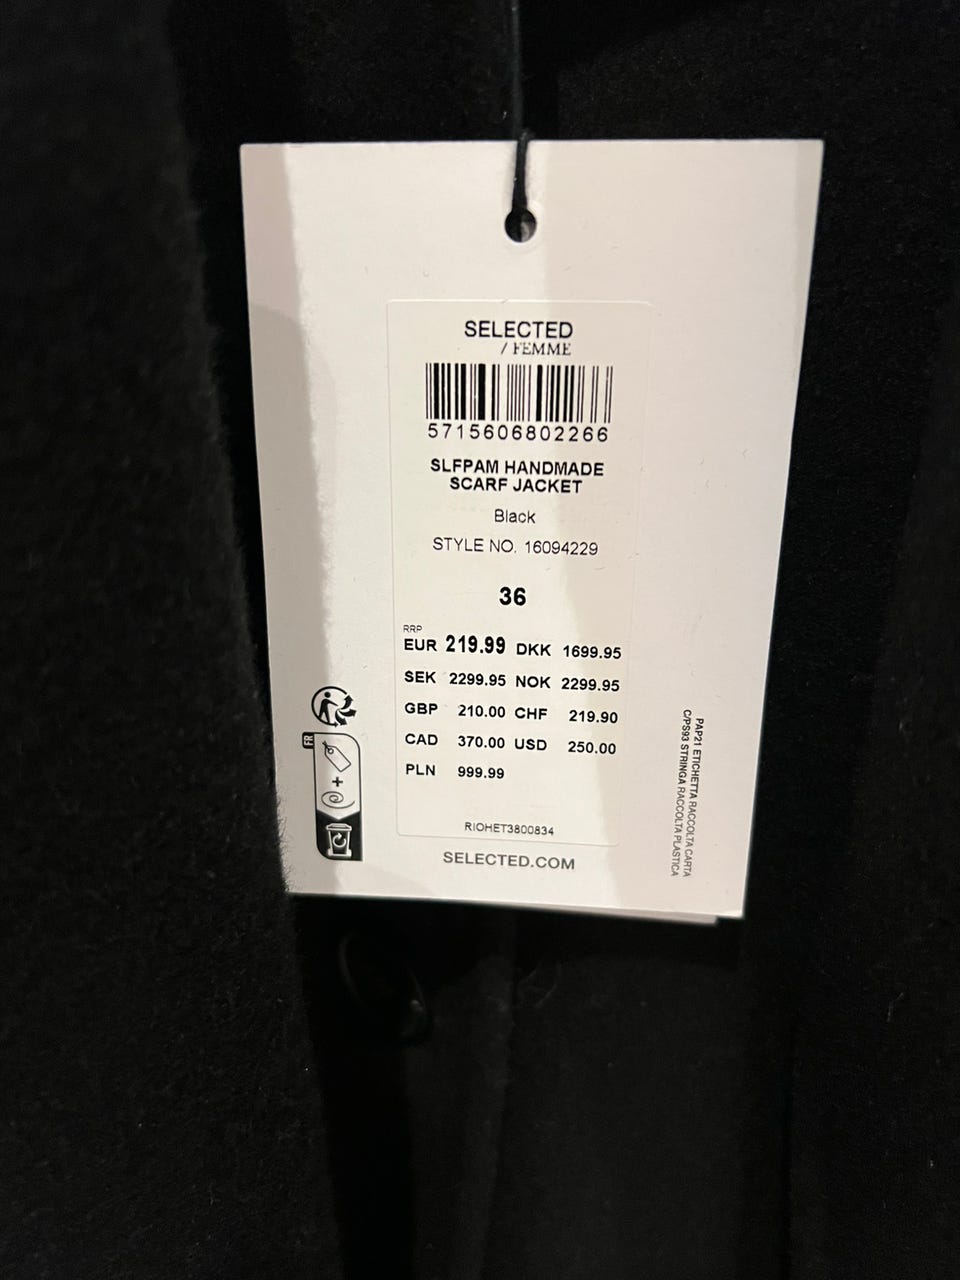 SELECTED
/ FEMME
5715606802266
SLFPAM HANDMADE
SCARF JACKET
Black
STYLE NO. 16094229
36
RRP
EUR 219.99 DKK 1699.95
SEK 2299.95 NOK 2299.95
GBP 210.00 CHF 219.90
CAD 370.00 USD 250.00
PLN 999.99
RIOHET3800834
SELECTED.COM
FR
+
PAP21 ETICHETTA RACCOLTA CARTA
C/PS93 STRINGA RACCOLTA PLASTICA